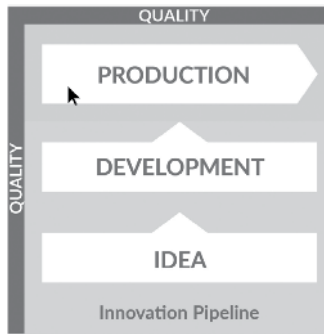 QUALITY
QUALITY
PRODUCTION
DEVELOPMENT
IDEA
Innovation Pipeline